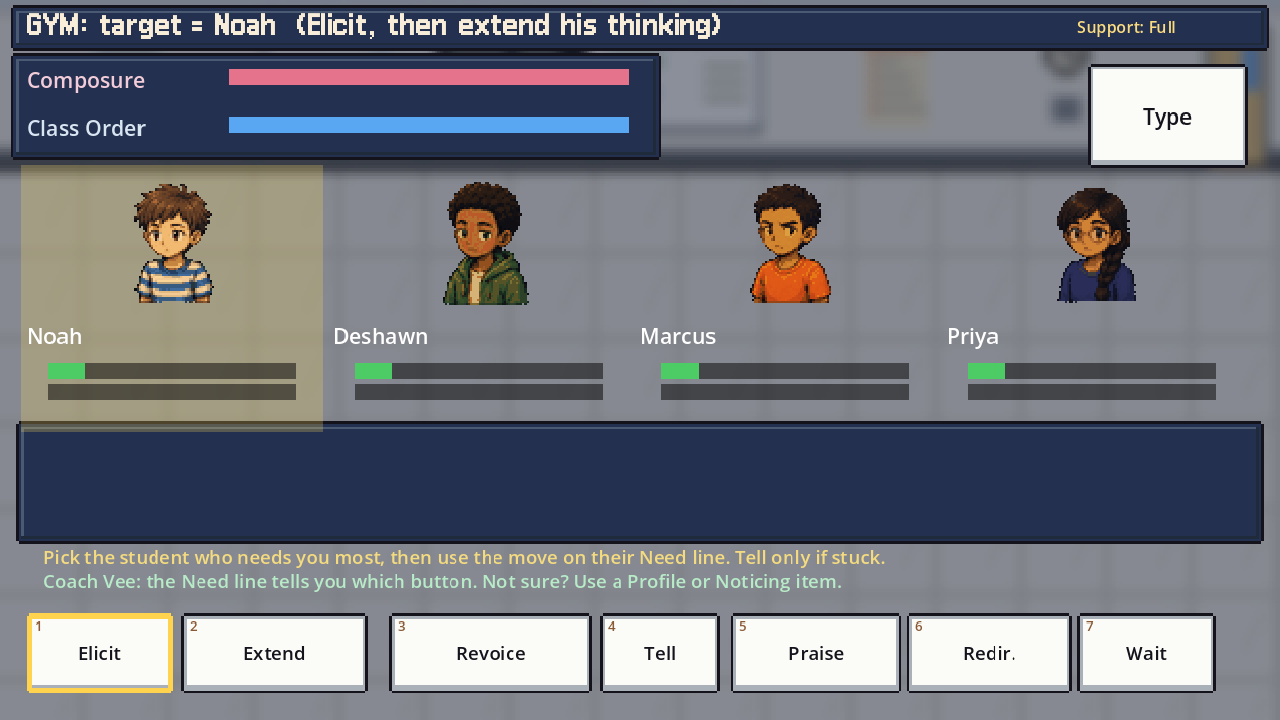 GYM: target = Noah (Elicit, then extend his thinking)
Support: Full
Composure
Class Order
Type
Noah
Deshawn
Marcus
Priya
Pick the student who needs you most, then use the move on their Need line. Tell only if stuck.
Coach Vee: the Need line tells you which button. Not sure? Use a Profile or Noticing item.
1 Elicit
2 Extend
3 Revoice
4 Tell
5 Praise
6 Redir.
7 Wait